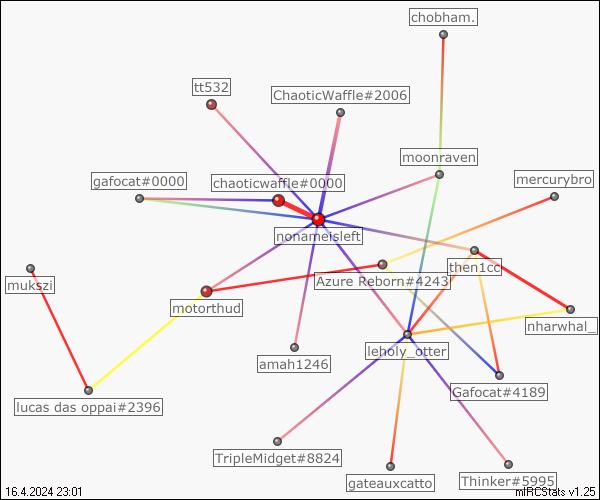 chobham.
tt532
ChaoticWaffle#2006
moonraven
gafocat#0000
chaoticwaffle#0000
mercurybro
nonameisleft
then1cc
Azure Reborn#4243
mukszi
motorthud
nharwhal_
leholy_otter
amah1246
Gafocat#4189
lucas das oppai#2396
TripleMidget#8824
gateauxcatto
Thinker#5995
16.4.2024 23:01
mIRCStats v1.25